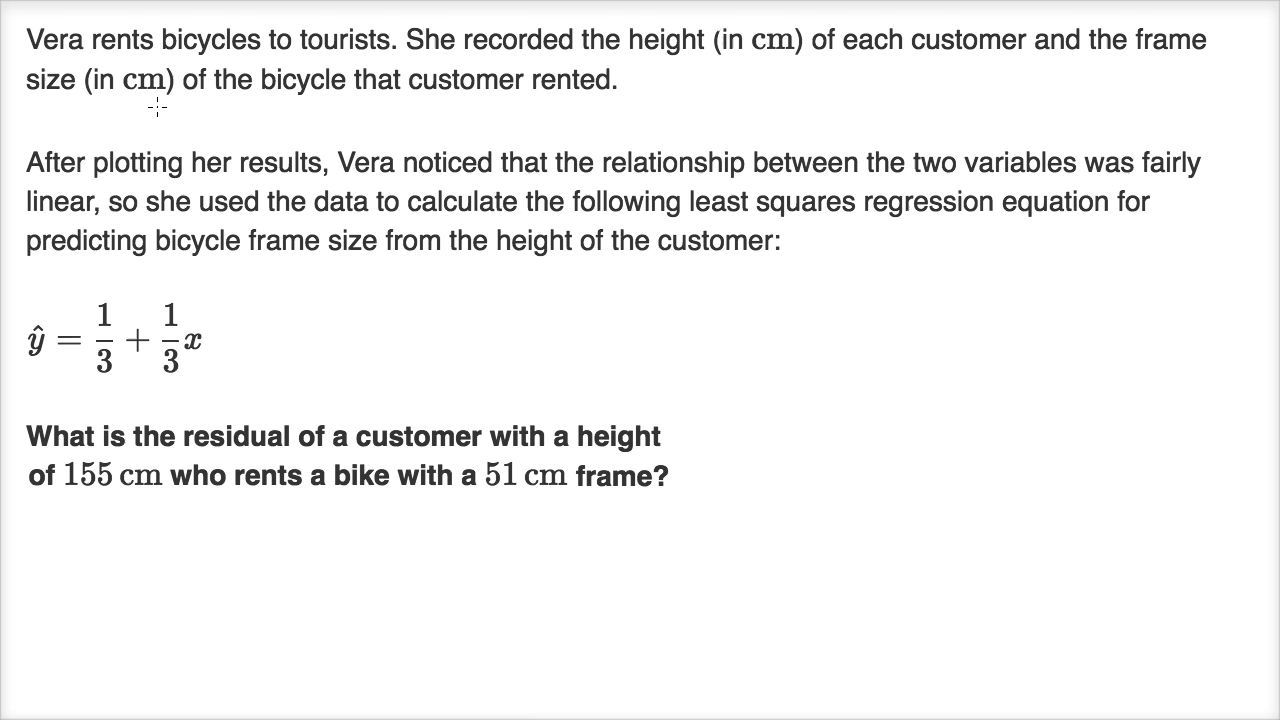 Vera rents bicycles to tourists. She recorded the height (in cm) of each customer and the frame
size (in cm) of the bicycle that customer rented.
After plotting her results, Vera noticed that the relationship between the two variables was fairly
linear, so she used the data to calculate the following least squares regression equation for
predicting bicycle frame size from the height of the customer:
ŷ = 1/3 + 1/3 x
What is the residual of a customer with a height
of 155 cm who rents a bike with a 51 cm frame?